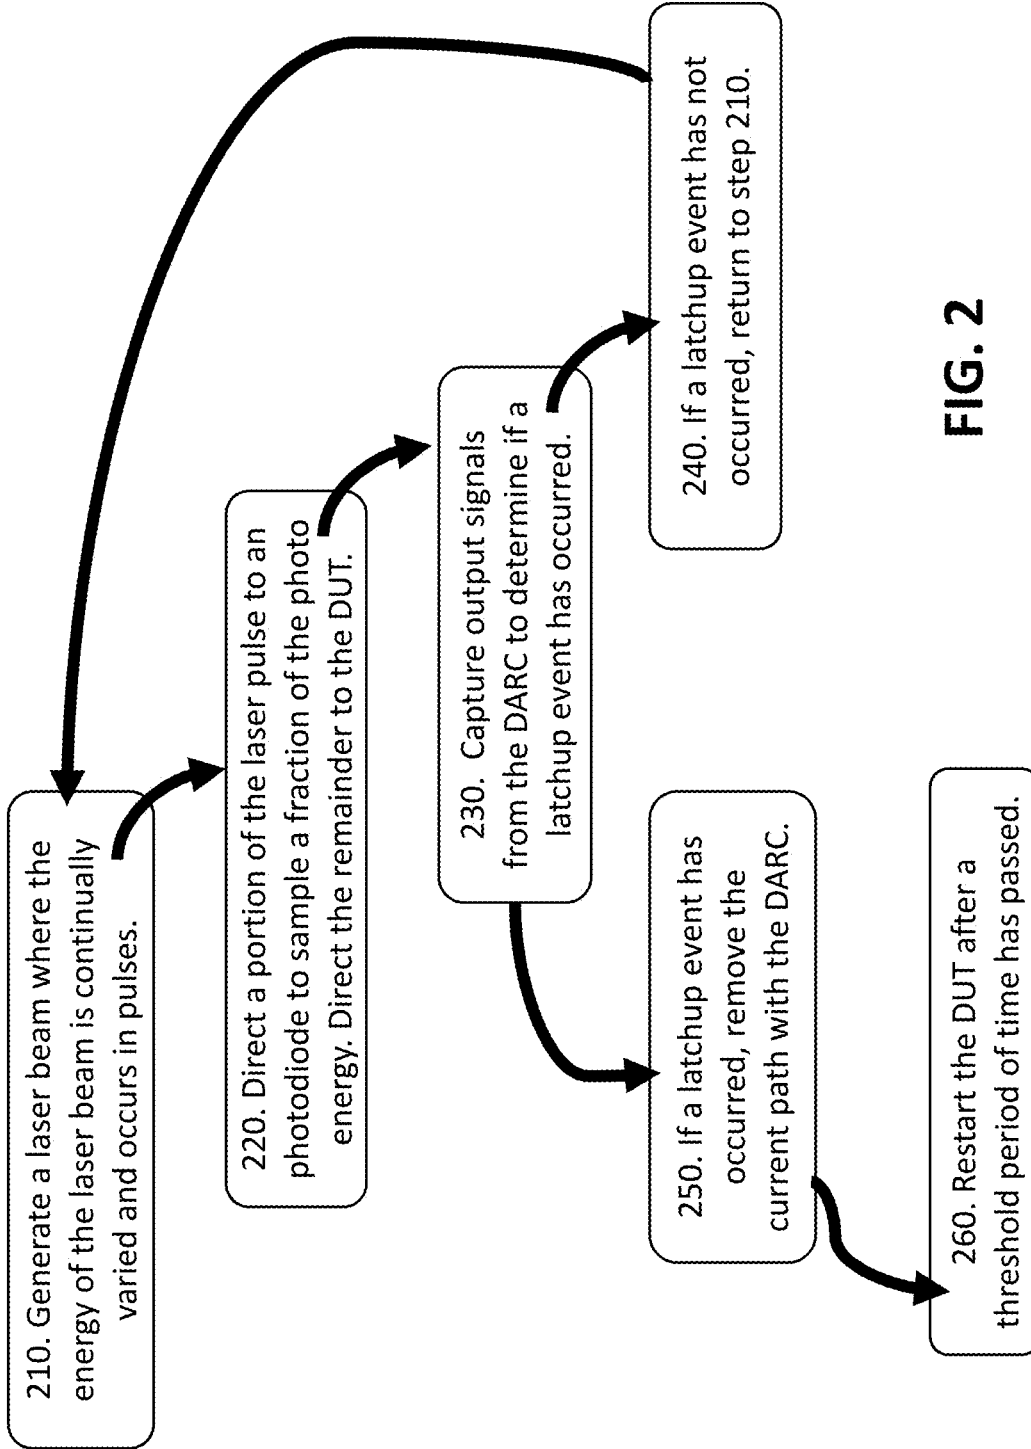 210. Generate a laser beam where the
energy of the laser beam is continually
varied and occurs in pulses.
220. Direct a portion of the laser pulse to an
photodiode to sample a fraction of the photo
energy. Direct the remainder to the DUT.
230. Capture output signals
from the DARC to determine if a
latchup event has occurred.
240. If a latchup event has not
occurred, return to step 210.
250. If a latchup event has
occurred, remove the
current path with the DARC.
260. Restart the DUT after a
threshold period of time has passed.
FIG. 2